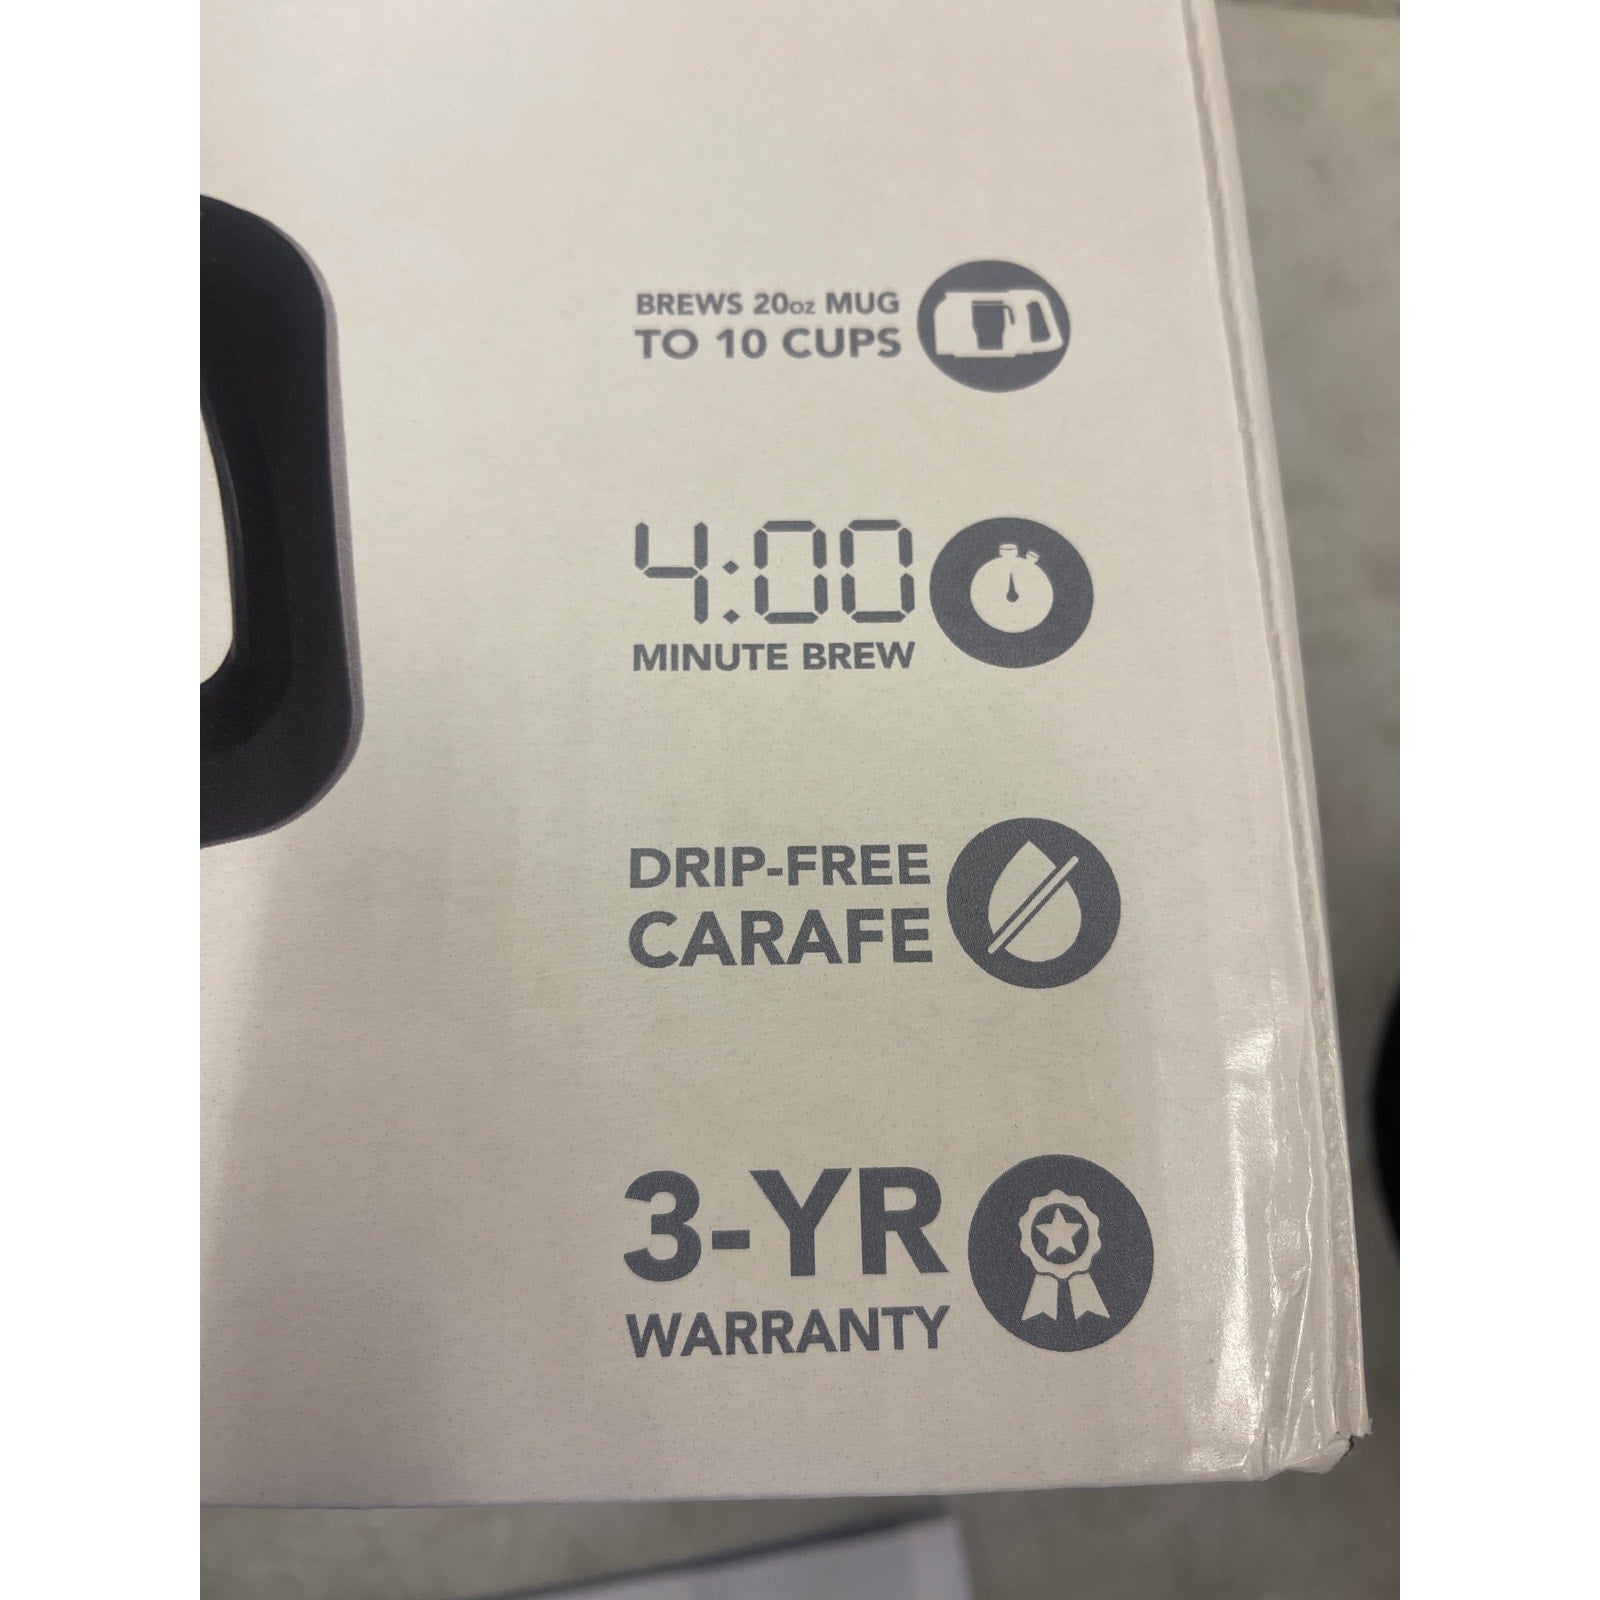 BREWS 20oz MUG
TO 10 CUPS
4:00
MINUTE BREW
DRIP-FREE
CARAFE
3-YR
WARRANTY